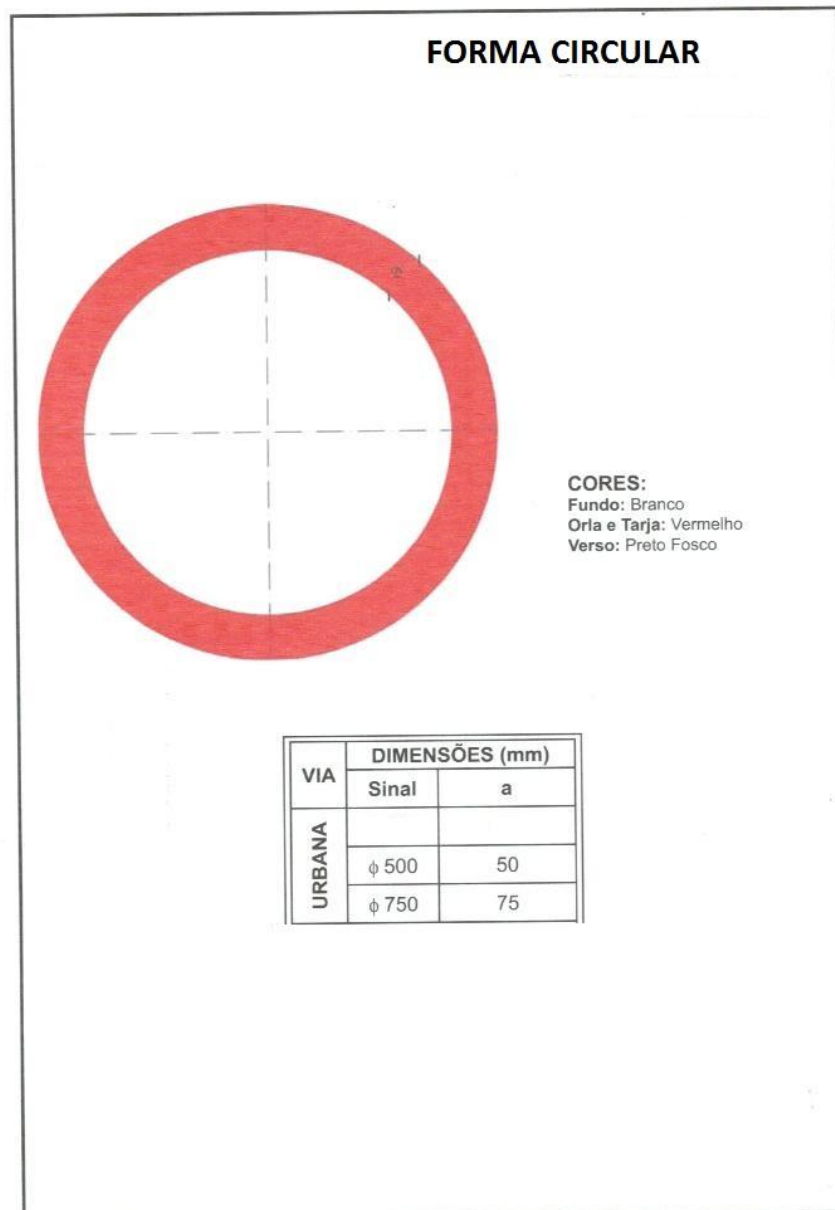 FORMA CIRCULAR
a
CORES:
Fundo: Branco
Orla e Tarja: Vermelho
Verso: Preto Fosco
VIA
DIMENSÕES (mm)
Sinal a
URBANA
ϕ 500 50
ϕ 750 75